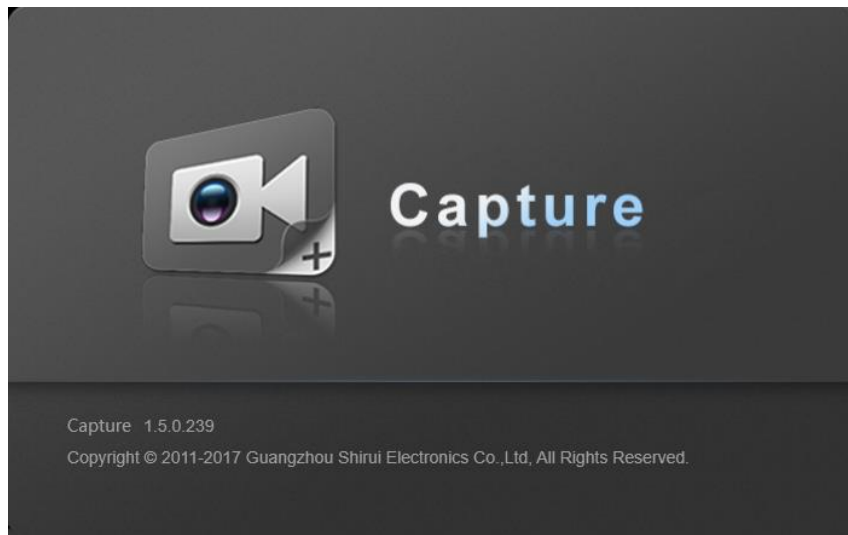 Capture
Capture 1.5.0.239
Copyright © 2011-2017 Guangzhou Shirui Electronics Co.,Ltd, All Rights Reserved.